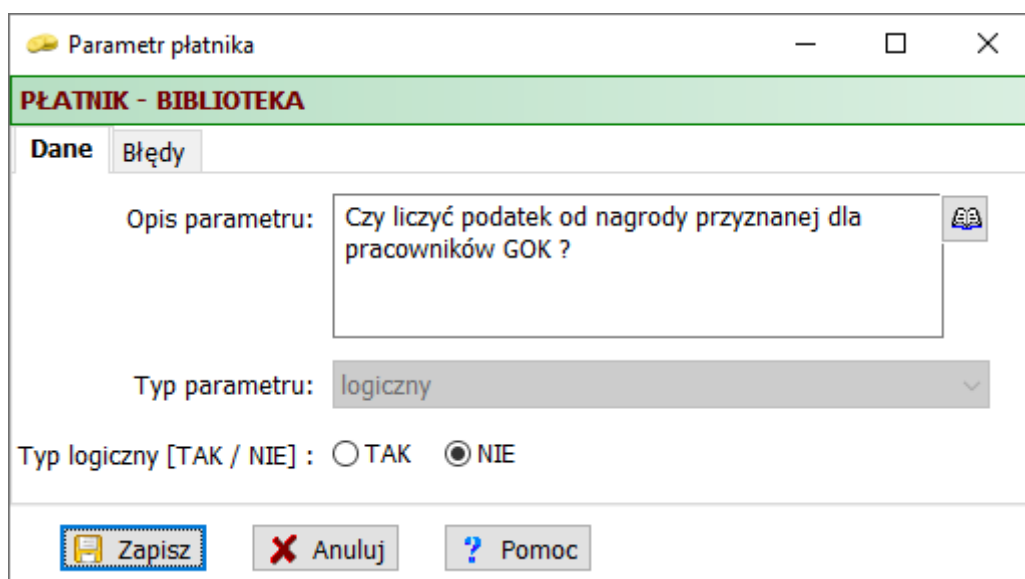 Parametr płatnika
PŁATNIK - BIBLIOTEKA
Dane Błędy
Opis parametru: Czy liczyć podatek od nagrody przyznanej dla
pracowników GOK ?
Typ parametru: logiczny
Typ logiczny [TAK / NIE] : TAK NIE
Zapisz Anuluj ? Pomoc